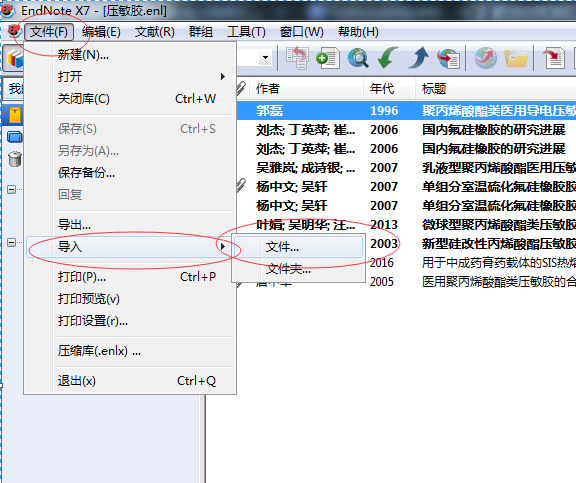 EndNote X7 - [压敏胶.enl]
文件(F) 编辑(E) 文献(R) 群组 工具(T) 窗口(W) 帮助(H)
新建(N)...
打开
关闭库(C) Ctrl+W
保存(S) Ctrl+S
另存为(A)...
保存备份...
回复
导出...
导入
文件...
文件夹...
打印(P)... Ctrl+P
打印预览(v)
打印设置(r)...
压缩库(.enlx) ...
退出(x) Ctrl+Q
作者 年代 标题
郭磊 1996 聚丙烯酸酯类医用导电压敏
刘杰; 丁英萍; 崔... 2006 国内氟硅橡胶的研究进展
刘杰; 丁英萍; 崔... 2006 国内氟硅橡胶的研究进展
吴雅岚; 成诗银; ... 2007 乳液型聚丙烯酸酯医用压敏
杨中文; 吴轩 2007 单组分室温硫化氟硅橡胶胶
杨中文; 吴轩 2007 单组分室温硫化氟硅橡胶胶
叶娟; 吴明华; 汪... 2013 微球型聚丙烯酸酯类压敏胶
2003 新型硅改性丙烯酸酯压敏胶
2016 用于中成药膏药载体的SIS热熔
2005 医用聚丙烯酸酯类压敏胶的合